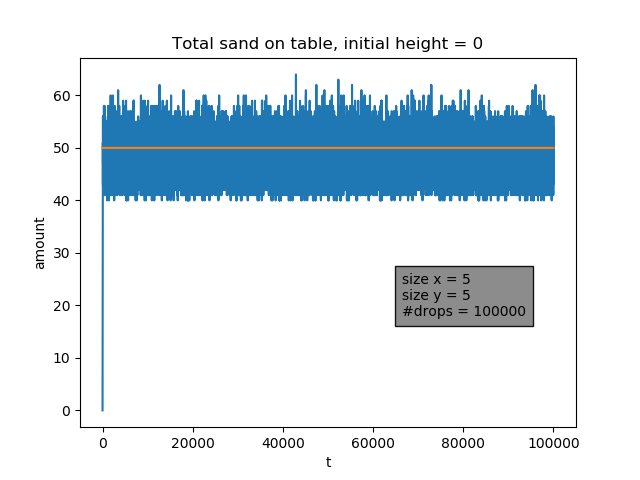 Total sand on table, initial height = 0
60
50
40
30
20
10
0
amount
size x = 5
size y = 5
#drops = 100000
0 20000 40000 60000 80000 100000
t